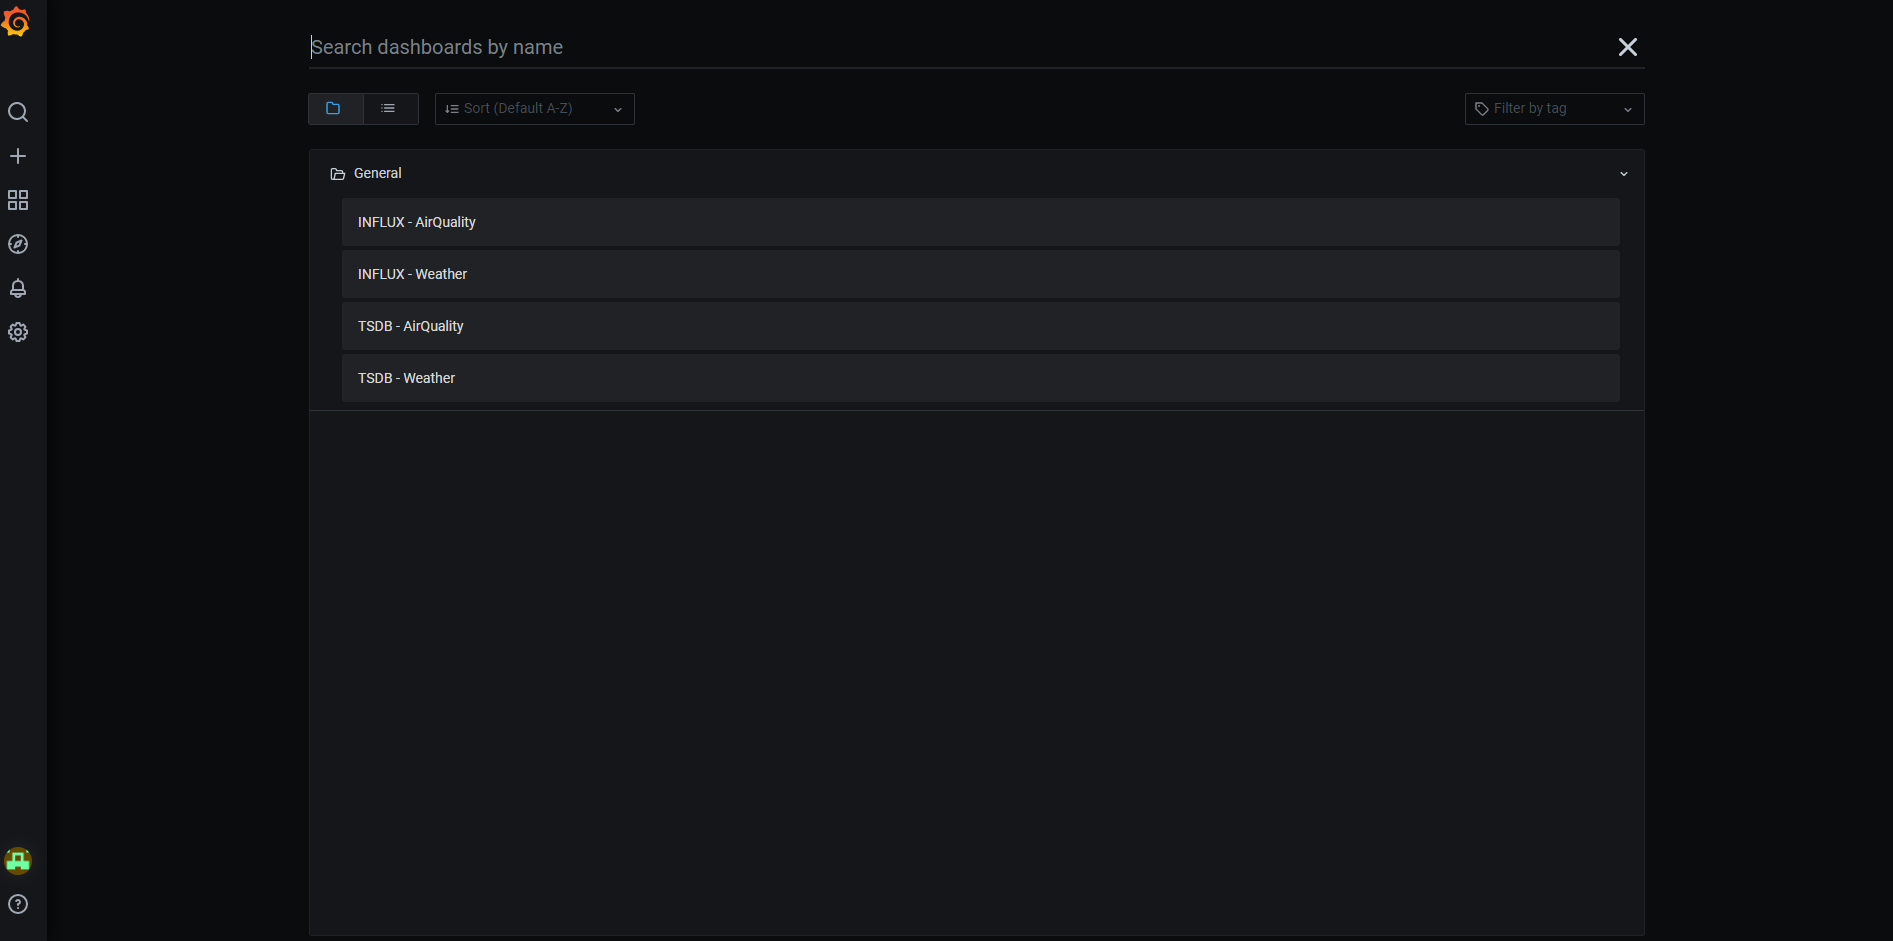 Search dashboards by name
Sort (Default A-Z)
Filter by tag
General
INFLUX - AirQuality
INFLUX - Weather
TSDB - AirQuality
TSDB - Weather